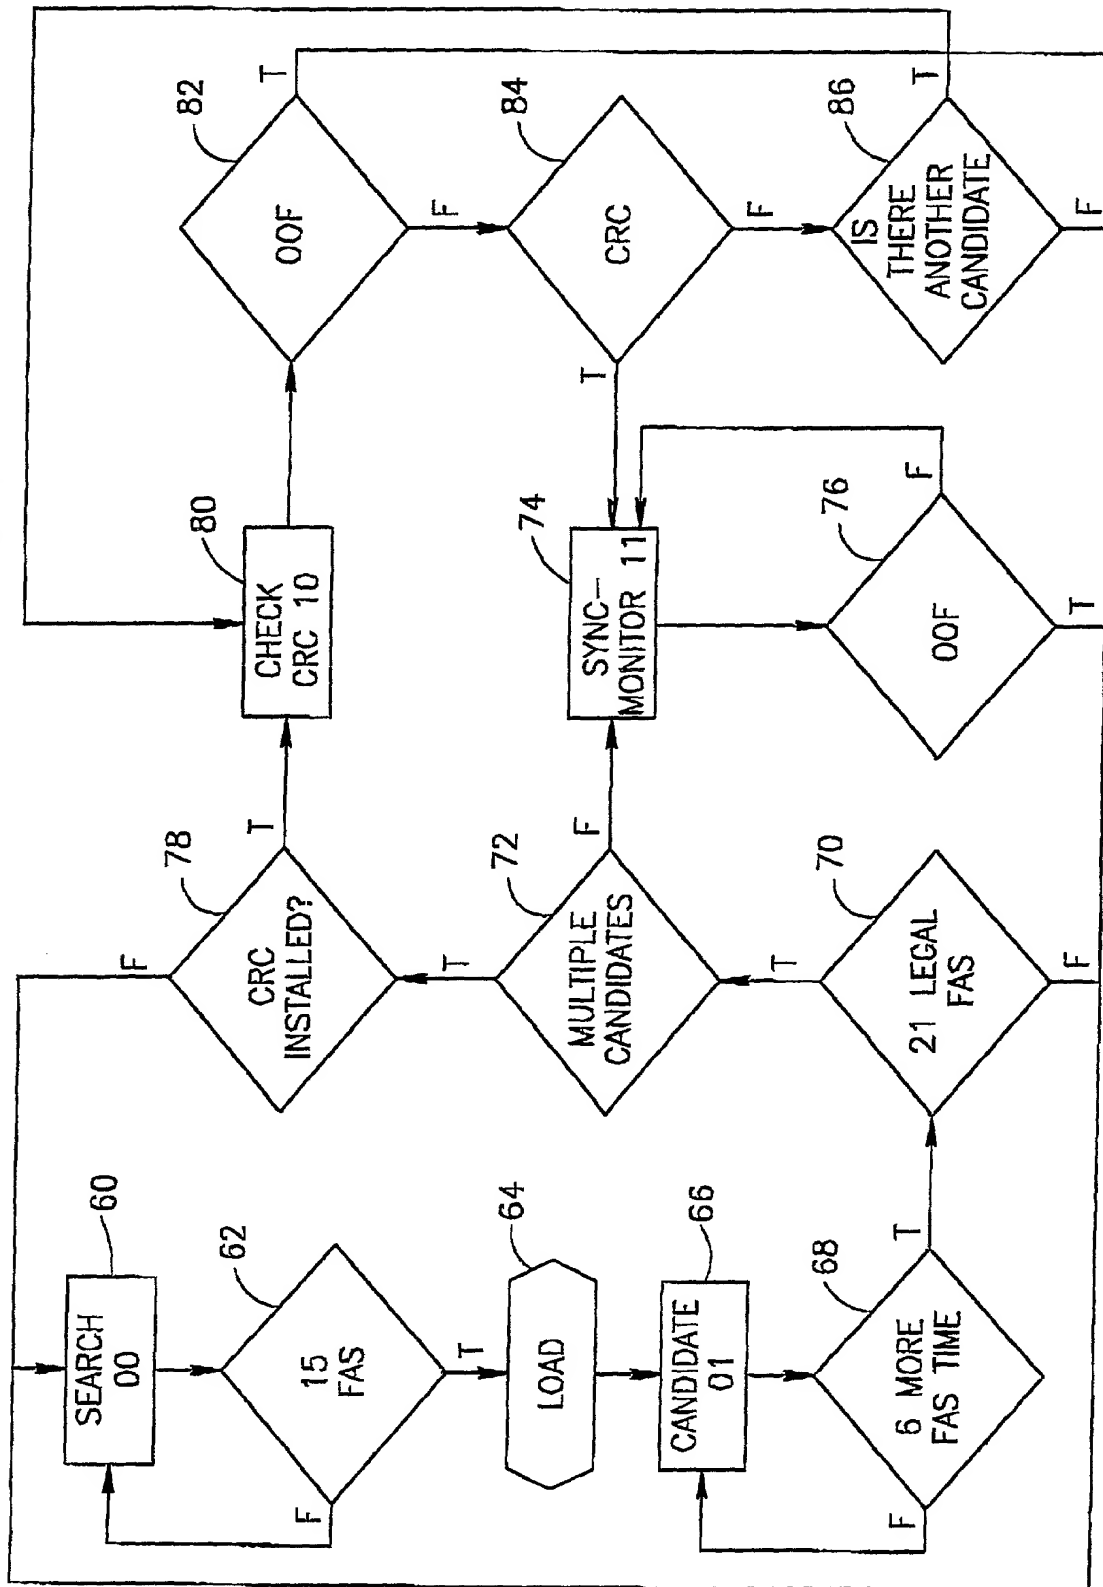 60
SEARCH
00
62
15
FAS
F
T
64
LOAD
66
CANDIDATE
01
68
6 MORE
FAS TIME
F
T
70
21 LEGAL
FAS
T
F
72
MULTIPLE
CANDIDATES
T
F
78
CRC
INSTALLED?
F
T
80
CHECK
CRC 10
74
SYNC-
MONITOR 11
76
OOF
F
T
82
OOF
T
F
84
CRC
T
F
86
IS
THERE
ANOTHER
CANDIDATE
T
F